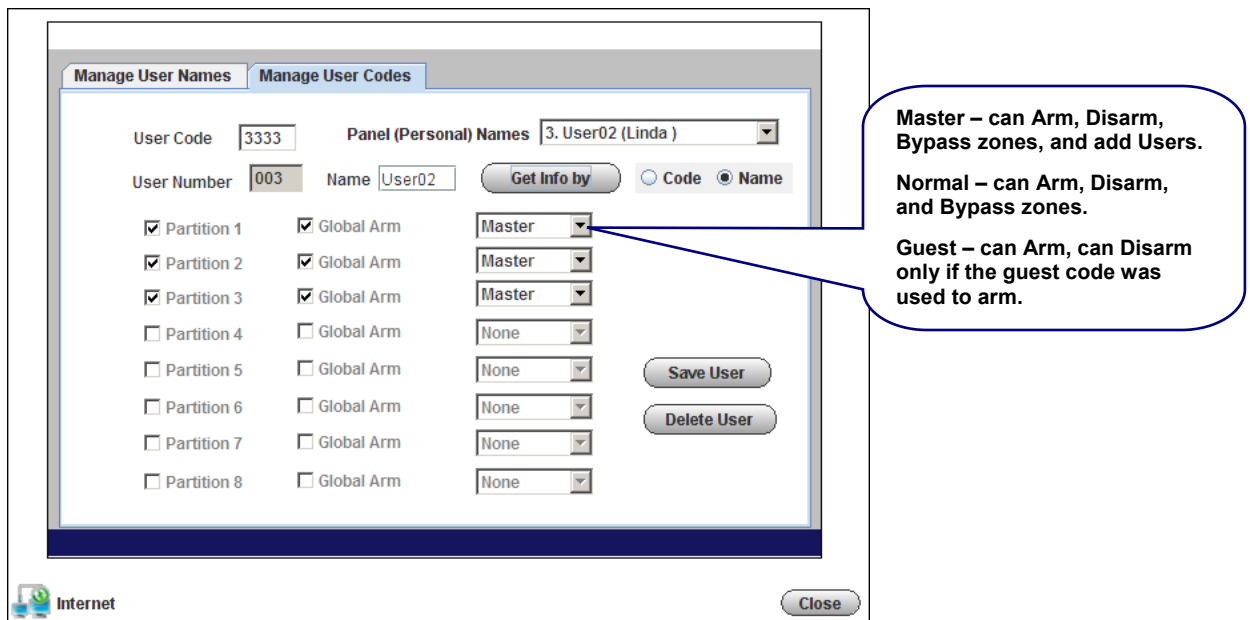 Manage User Names Manage User Codes
User Code 3333 Panel (Personal) Names 3. User02 (Linda )
User Number 003 Name User02 Get Info by Code Name
Partition 1 Global Arm Master
Partition 2 Global Arm Master
Partition 3 Global Arm Master
Partition 4 Global Arm None
Partition 5 Global Arm None
Partition 6 Global Arm None
Partition 7 Global Arm None
Partition 8 Global Arm None
Save User
Delete User
Master – can Arm, Disarm,
Bypass zones, and add Users.
Normal – can Arm, Disarm,
and Bypass zones.
Guest – can Arm, can Disarm
only if the guest code was
used to arm.
Internet
Close